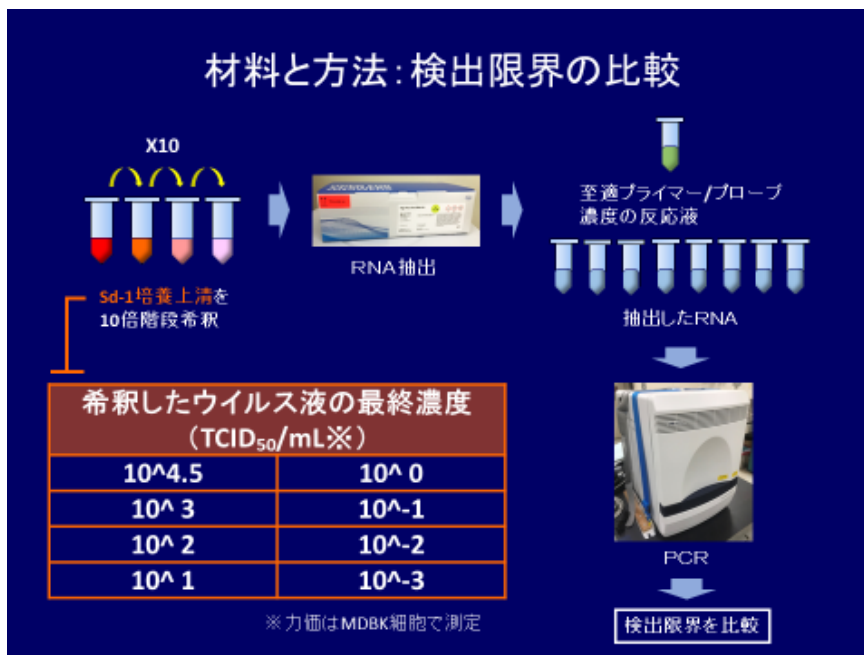 材料と方法：検出限界の比較
X10
RNA抽出
至適プライマー/プローブ
濃度の反応液
Sd-1培養上清を
10倍階段希釈
抽出したRNA
希釈したウイルス液の最終濃度
（TCID50/mL※）
10^4.5 10^ 0
10^ 3 10^-1
10^ 2 10^-2
10^ 1 10^-3
PCR
※力価はMDBK細胞で測定
検出限界を比較